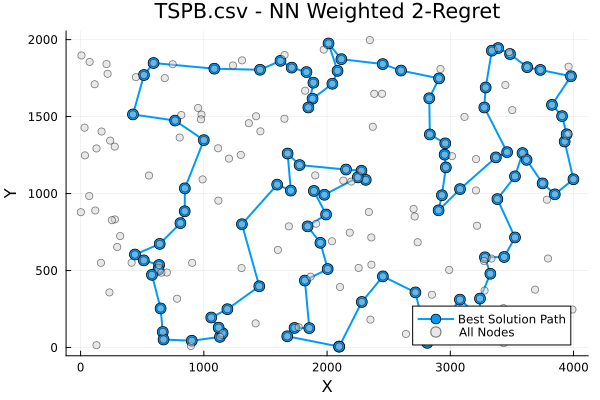 TSPB.csv - NN Weighted 2-Regret
Y
2000
1500
1000
500
0
0
1000
2000
3000
4000
X
Best Solution Path
All Nodes